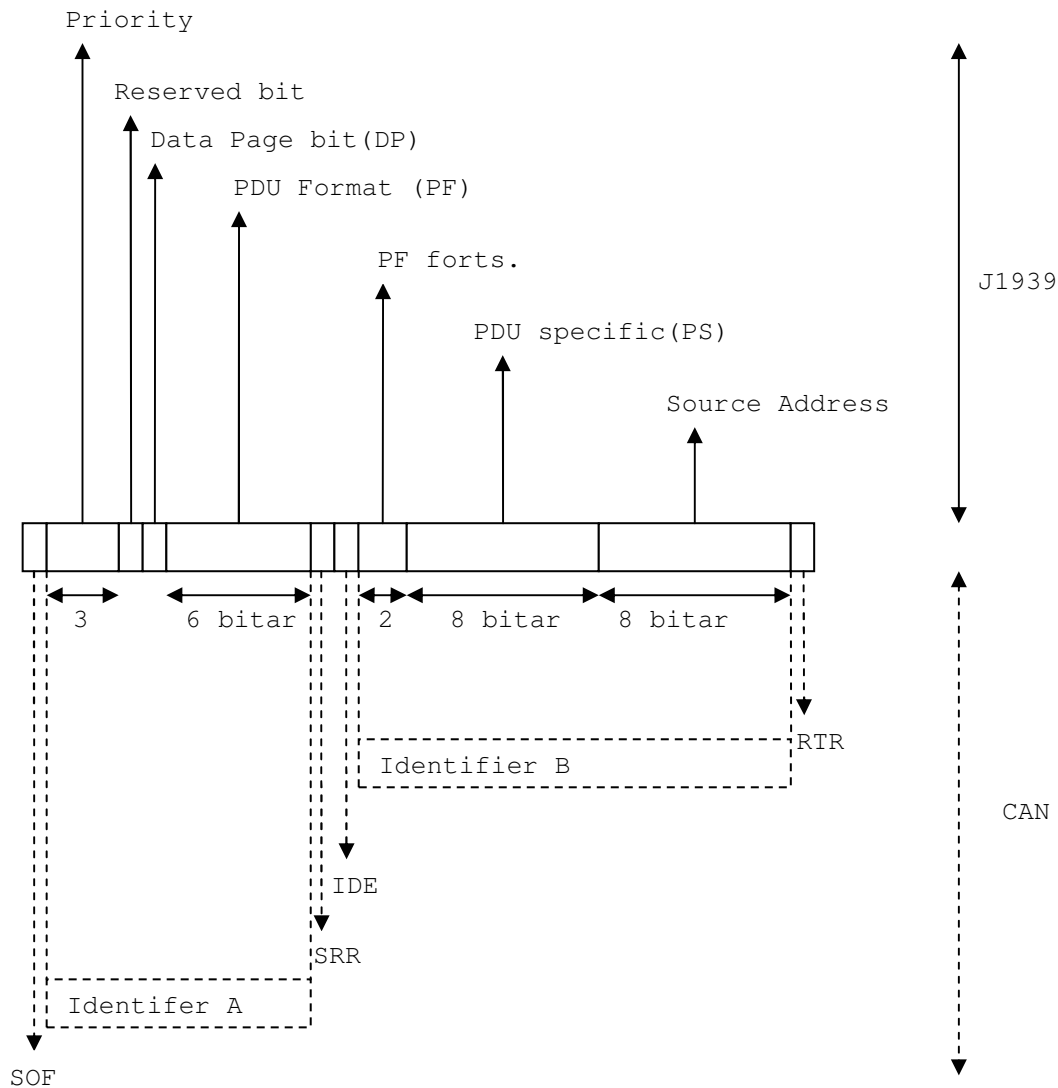 Priority
Reserved bit
Data Page bit(DP)
PDU Format (PF)
PF forts.
J1939
PDU specific(PS)
Source Address
3
6 bitar
2
8 bitar
8 bitar
RTR
Identifier B
CAN
IDE
SRR
Identifer A
SOF